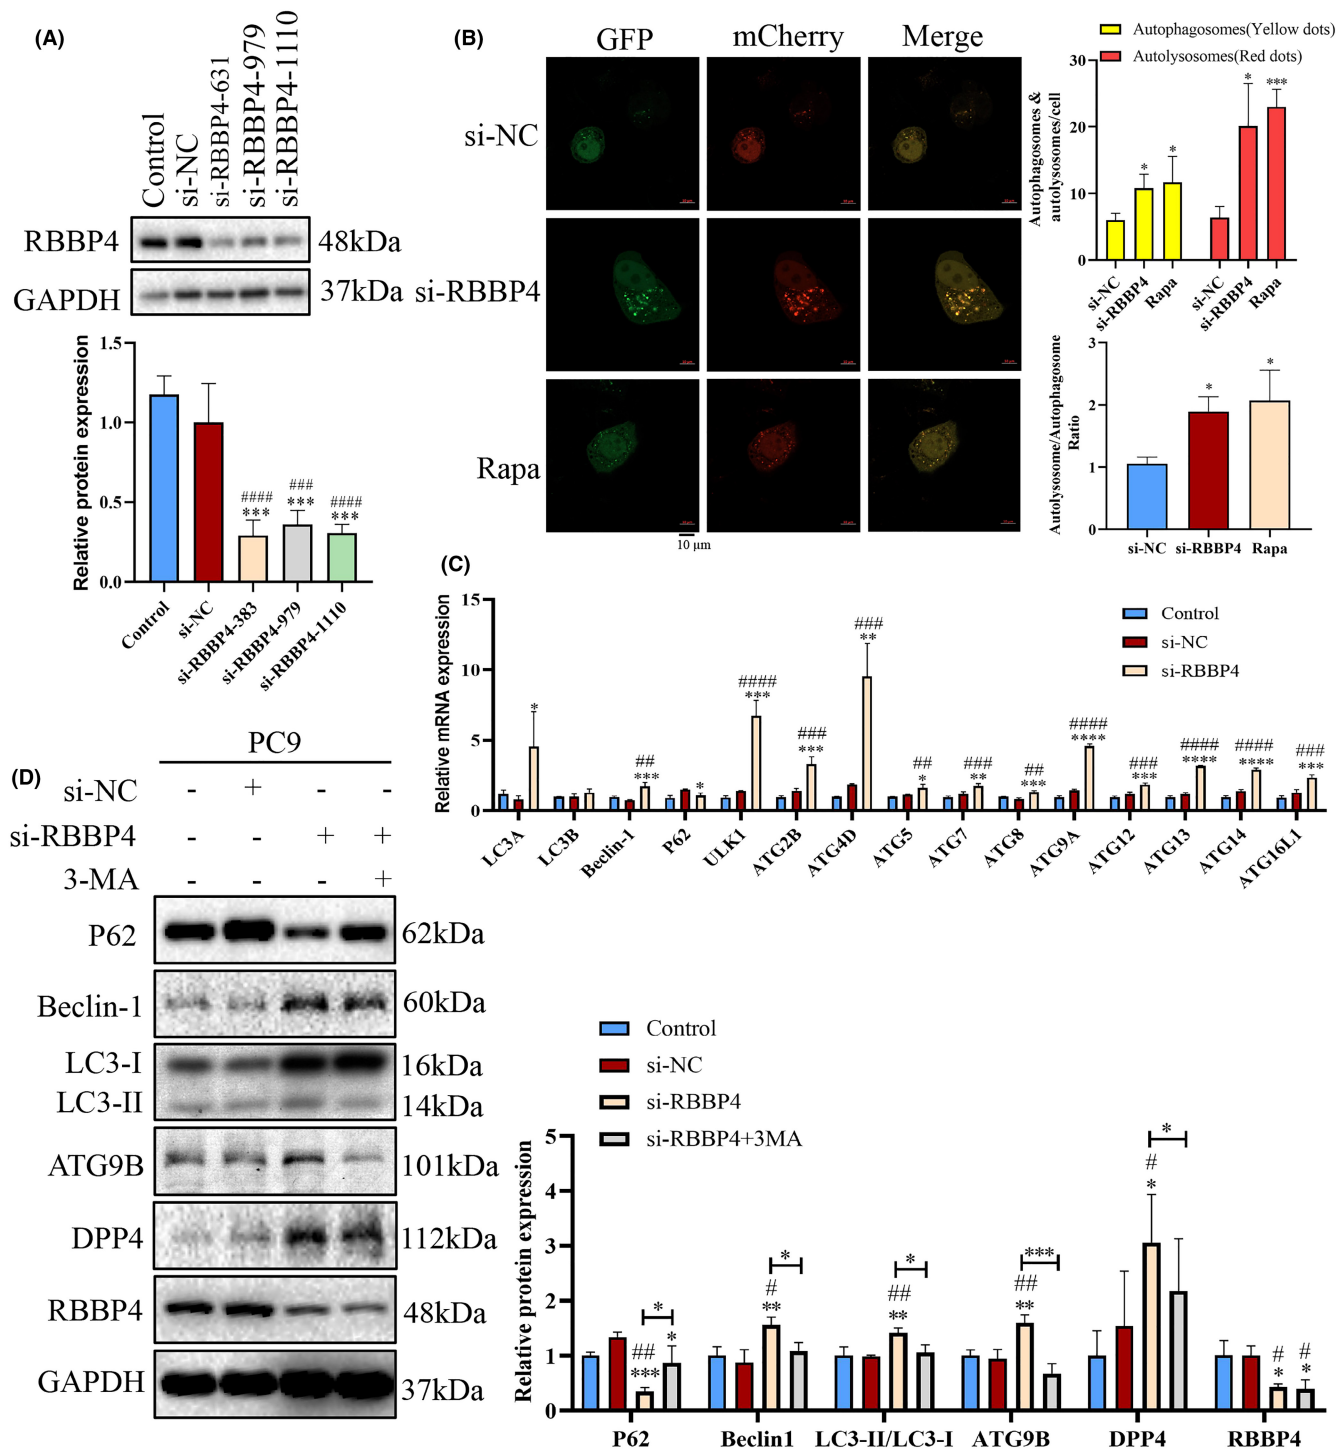 (A)
Control
si-NC
si-RBBP4-631
si-RBBP4-979
si-RBBP4-1110
RBBP4
48kDa
GAPDH
37kDa
Relative protein expression
1.5
1.0
0.5
0.0
####
***
###
***
####
***
Control
si-NC
si-RBBP4-383
si-RBBP4-979
si-RBBP4-1110
(B)
GFP
mCherry
Merge
si-NC
si-RBBP4
Rapa
10 μm
Autophagosomes(Yellow dots)
Autolysosomes(Red dots)
Autophagosomes &
autolysosomes/cell
30
20
10
0
*
*
*
***
si-NC
si-RBBP4
Rapa
si-NC
si-RBBP4
Rapa
Autolysosome/Autophagosome
Ratio
3
2
1
0
*
*
si-NC
si-RBBP4
Rapa
(C)
Relative mRNA expression
15
10
5
0
Control
si-NC
si-RBBP4
*
##
***
*
####
***
###
***
###
**
##
*
###
**
##
***
####
****
###
***
####
****
####
****
###
***
LC3A
LC3B
Beclin-1
P62
ULK1
ATG2B
ATG4D
ATG5
ATG7
ATG8
ATG9A
ATG12
ATG13
ATG14
ATG16L1
(D)
PC9
si-NC - + - -
si-RBBP4 - - + +
3-MA - - - +
P62
62kDa
Beclin-1
60kDa
LC3-I
16kDa
LC3-II
14kDa
ATG9B
101kDa
DPP4
112kDa
RBBP4
48kDa
GAPDH
37kDa
Control
si-NC
si-RBBP4
si-RBBP4+3MA
Relative protein expression
5
4
3
2
1
0
##
***
*
*
#
**
*
##
**
*
##
**
***
#
*
*
#
*
#
*
P62
Beclin1
LC3-II/LC3-I
ATG9B
DPP4
RBBP4